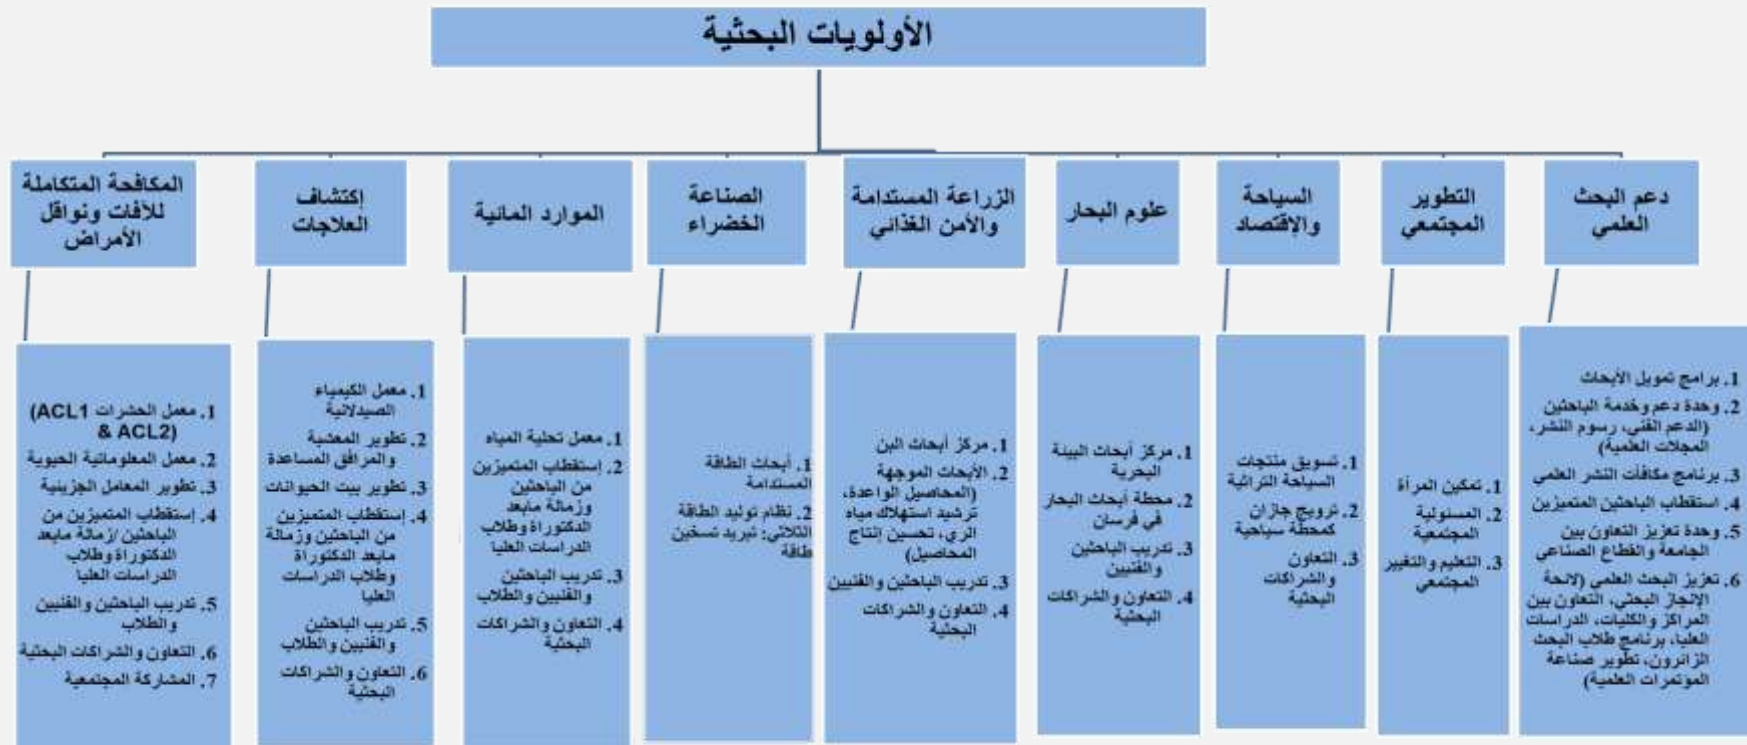 الأولويات البحثية
دعم البحث
العلمي
التطوير
المجتمعي
السياحة
والإقتصاد
علوم البحار
الزراعة المستدامة
والأمن الغذائي
الصناعة
الخضراء
الموارد المائية
إكتشاف
العلاجات
المكافحة المتكاملة
للآفات ونواقل
الأمراض
1. برامج تمويل الأبحاث
2. وحدة دعم وخدمة الباحثين
(الدعم الفني، رسوم النشر،
المجلات العلمية)
3. برنامج مكافآت النشر العلمي
4. استقطاب الباحثين المتميزين
5. وحدة تعزيز التعاون بين
الجامعة والقطاع الصناعي
6. تعزيز البحث العلمي (لائحة
الإنجاز البحثي، التعاون بين
المراكز والكليات، الدراسات
العليا، برنامج طلاب البحث
الزائرون، تطوير صناعة
المؤتمرات العلمية)
1. تمكين المرأة
2. المسئولية
المجتمعية
3. التعليم والتغيير
المجتمعي
1. تسويق منتجات
السياحة التراثية
2. ترويج جازان
كمحطة سياحية
3. التعاون
والشراكات
البحثية
1. مركز أبحاث البيئة
البحرية
2. محطة أبحاث البحار
في فرسان
3. تدريب الباحثين
والفنيين
4. التعاون والشراكات
البحثية
1. مركز أبحاث البن
2. الأبحاث الموجهة
(المحاصيل الواعدة،
ترشيد استهلاك مياه
الري، تحسين إنتاج
المحاصيل)
3. تدريب الباحثين والفنيين
4. التعاون والشراكات
البحثية
1. أبحاث الطاقة
المستدامة
2. نظام توليد الطاقة
الثلاثي: تبريد تسخين
طاقة
1. معمل تحلية المياه
2. إستقطاب المتميزين
من الباحثين
وزمالة مابعد
الدكتوراة وطلاب
الدراسات العليا
3. تدريب الباحثين
والفنيين والطلاب
4. التعاون والشراكات
البحثية
1. معمل الكيمياء
الصيدلانية
2. تطوير المعشبة
والمرافق المساعدة
3. تطوير بيت الحيوانات
4. إستقطاب المتميزين
من الباحثين وزمالة
مابعد الدكتوراة
وطلاب الدراسات
العليا
5. تدريب الباحثين
والفنيين والطلاب
6. التعاون والشراكات
البحثية
1. معمل الحشرات (ACL1
& ACL2)
2. معمل المعلوماتية الحيوية
3. تطوير المعامل الجزيئية
4. إستقطاب المتميزين من
الباحثين /زمالة مابعد
الدكتوراة وطلاب
الدراسات العليا
5. تدريب الباحثين والفنيين
والطلاب
6. التعاون والشراكات البحثية
7. المشاركة المجتمعية